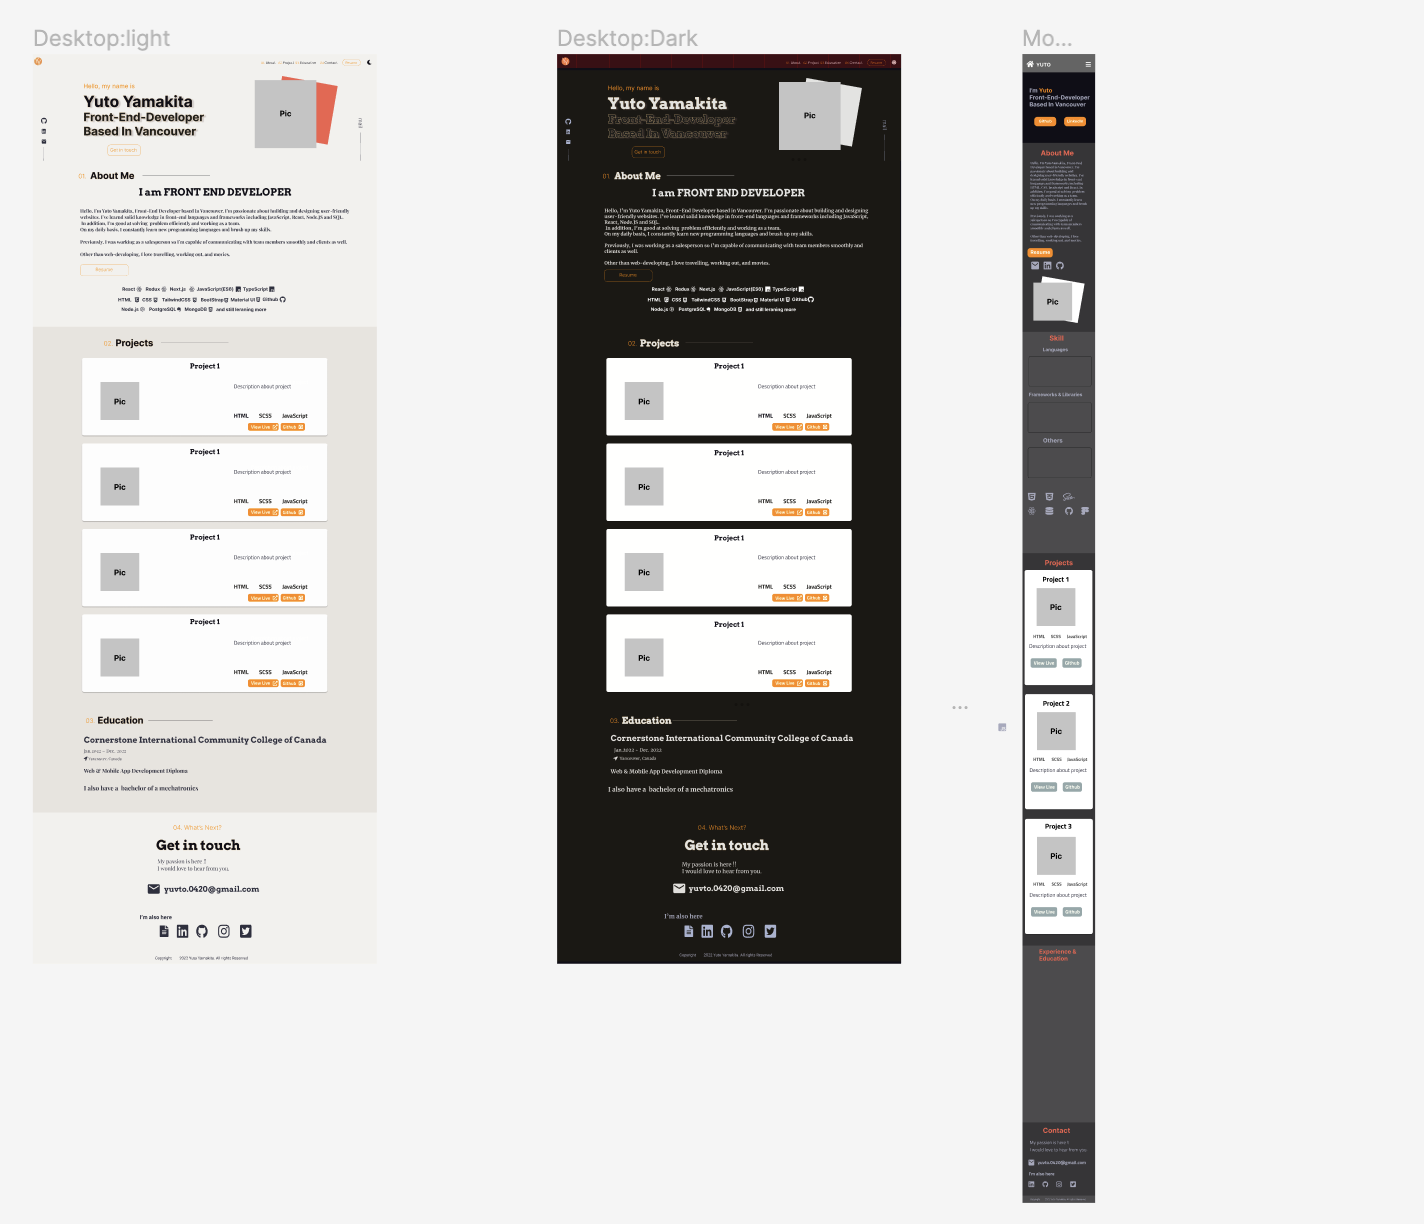 Desktop:light
About Project Education Contact Resume
Hello, my name is
Yuto Yamakita
Front-End-Developer
Based In Vancouver
Pic
mail
Get in touch
01. About Me
I am FRONT END DEVELOPER
Hello, I'm Yuto Yamakita, Front-End Developer based in Vancouver. I'm passionate about building and designing user-friendly
websites. I've learnd solid knowledge in front-end languages and frameworks including JavaScript, React, Node.JS and SQL.
In addition, I'm good at solving problem efficiently and working as a team.
On my daily basis, I constantly learn new programming languages and brush up my skills.
Previously, I was working as a salesperson so I'm capable of communicating with team members smoothly and clients as well.
Other than web-developing, I love travelling, working out, and movies.
Resume
React Redux Next.js JavaScript(ES6) TypeScript
HTML CSS TailwindCSS BootStrap Material UI Github
Node.js PostgreSQL MongoDB and still leraning more
02. Projects
Project 1
Pic
Description about project
HTML SCSS JavaScript
View Live Github
Project 1
Pic
Description about project
HTML SCSS JavaScript
View Live Github
Project 1
Pic
Description about project
HTML SCSS JavaScript
View Live Github
Project 1
Pic
Description about project
HTML SCSS JavaScript
View Live Github
03. Education
Cornerstone International Community College of Canada
Jan.2022 - Dec. 2022
Vancouver, Canada
Web & Mobile App Development Diploma
I also have a bachelor of a mechatronics
04. What's Next?
Get in touch
My passion is here !!
I would love to hear from you.
yuvto.0420@gmail.com
I'm also here
Copyright 2022 Yuto Yamakita. All rights Reserved
Desktop:Dark
About Project Education Contact Resume
Hello, my name is
Yuto Yamakita
Front-End-Developer
Based In Vancouver
Pic
mail
Get in touch
01. About Me
I am FRONT END DEVELOPER
Hello, I'm Yuto Yamakita, Front-End Developer based in Vancouver. I'm passionate about building and designing
user-friendly websites. I've learnd solid knowledge in front-end languages and frameworks including JavaScript,
React, Node.JS and SQL.
In addition, I'm good at solving problem efficiently and working as a team.
On my daily basis, I constantly learn new programming languages and brush up my skills.
Previously, I was working as a salesperson so I'm capable of communicating with team members smoothly and
clients as well.
Other than web-developing, I love travelling, working out, and movies.
Resume
React Redux Next.js JavaScript(ES6) TypeScript
HTML CSS TailwindCSS BootStrap Material UI Github
Node.js PostgreSQL MongoDB and still leraning more
02. Projects
Project 1
Pic
Description about project
HTML SCSS JavaScript
View Live Github
Project 1
Pic
Description about project
HTML SCSS JavaScript
View Live Github
Project 1
Pic
Description about project
HTML SCSS JavaScript
View Live Github
Project 1
Pic
Description about project
HTML SCSS JavaScript
View Live Github
03. Education
Cornerstone International Community College of Canada
Jan.2022 - Dec. 2022
Vancouver, Canada
Web & Mobile App Development Diploma
I also have a bachelor of a mechatronics
04. What's Next?
Get in touch
My passion is here !!
I would love to hear from you.
yuvto.0420@gmail.com
I'm also here
Copyright 2022 Yuto Yamakita. All rights Reserved
Mo...
YUTO
I'm Yuto
Front-End-Developer
Based In Vancouver
Github LinkedIn
About Me
Resume
Pic
Skill
Languages
Frameworks & Libraries
Others
Projects
Project 1
Pic
HTML SCSS JavaScript
Description about project
View Live Github
Project 2
Pic
HTML SCSS JavaScript
Description about project
View Live Github
Project 3
Pic
HTML SCSS JavaScript
Description about project
View Live Github
Experience &
Education
Contact
My passion is here !!
I would love to hear from you.
yuvto.0420@gmail.com
I'm also here